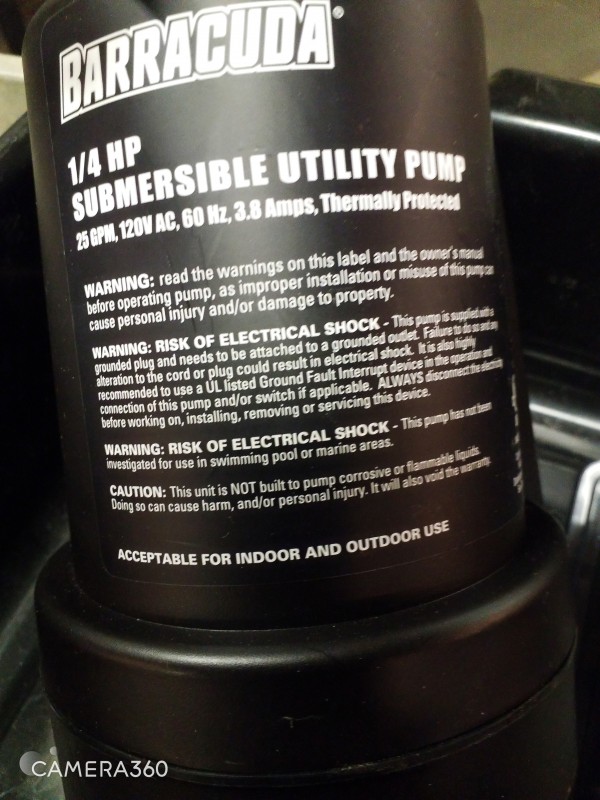 BARRACUDA®
1/4 HP
SUBMERSIBLE UTILITY PUMP
25 GPM, 120V AC, 60 Hz, 3.8 Amps, Thermally Protected
WARNING: read the warnings on this label and the owner's manual
before operating pump, as improper installation or misuse of this pump can
cause personal injury and/or damage to property.
WARNING: RISK OF ELECTRICAL SHOCK - This pump is supplied with a
grounded plug and needs to be attached to a grounded outlet. Failure to do so and any
alteration to the cord or plug could result in electrical shock. It is also highly
recommended to use a UL listed Ground Fault Interrupt device in the operation and
connection of this pump and/or switch if applicable. ALWAYS disconnect the electricity
before working on, installing, removing or servicing this device.
WARNING: RISK OF ELECTRICAL SHOCK - This pump has not been
investigated for use in swimming pool or marine areas.
CAUTION: This unit is NOT built to pump corrosive or flammable liquids.
Doing so can cause harm, and/or personal injury. It will also void the warranty.
ACCEPTABLE FOR INDOOR AND OUTDOOR USE
CAMERA360